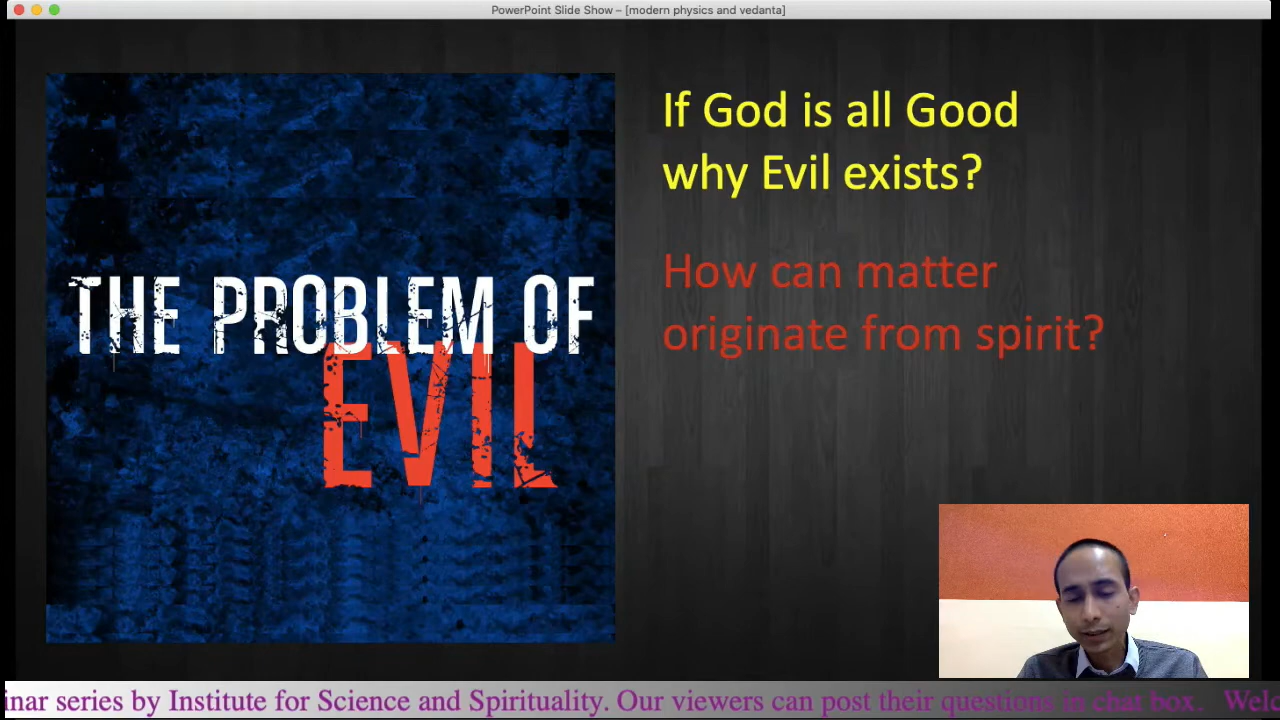 PowerPoint Slide Show – [modern physics and vedanta]
THE PROBLEM OF
EVIL
If God is all Good
why Evil exists?
How can matter
originate from spirit?
series by Institute for Science and Spirituality. Our viewers can post their questions in chat box.